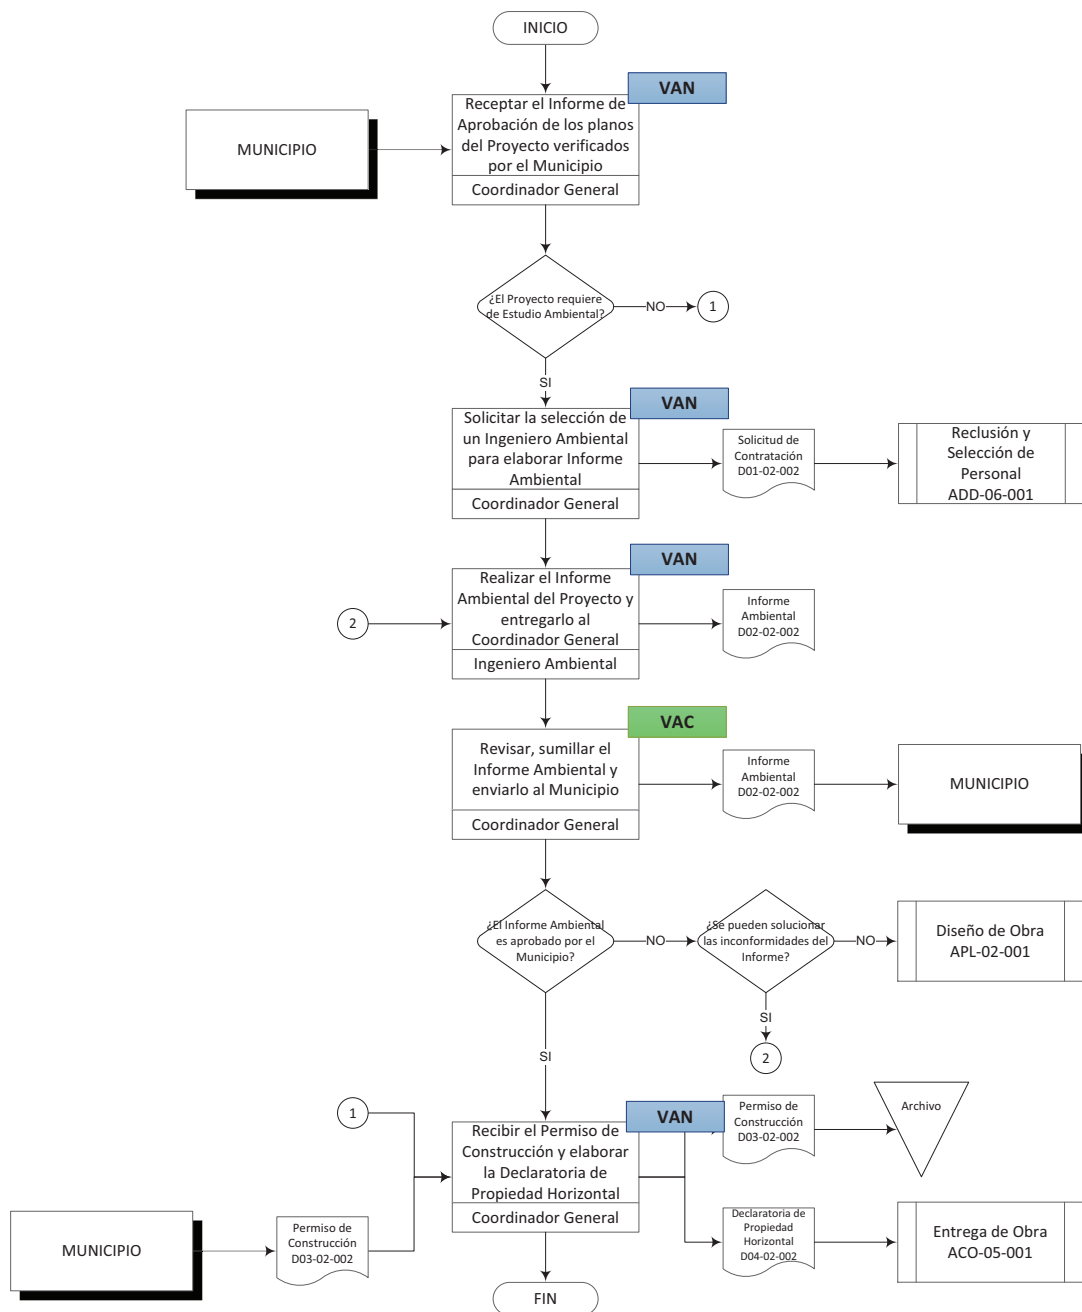 INICIO
VAN
Receptar el Informe de
Aprobación de los planos
del Proyecto verificados
por el Municipio
Coordinador General
MUNICIPIO
¿El Proyecto requiere
de Estudio Ambiental?
NO
1
SI
VAN
Solicitar la selección de
un Ingeniero Ambiental
para elaborar Informe
Ambiental
Coordinador General
Solicitud de
Contratación
D01-02-002
Reclusión y
Selección de
Personal
ADD-06-001
VAN
Realizar el Informe
Ambiental del Proyecto y
entregarlo al
Coordinador General
Ingeniero Ambiental
2
Informe
Ambiental
D02-02-002
VAC
Revisar, sumillar el
Informe Ambiental y
enviarlo al Municipio
Coordinador General
Informe
Ambiental
D02-02-002
MUNICIPIO
¿El Informe Ambiental
es aprobado por el
Municipio?
NO
¿Se pueden solucionar
las inconformidades del
Informe?
NO
Diseño de Obra
APL-02-001
SI
SI
2
1
VAN
Recibir el Permiso de
Construcción y elaborar
la Declaratoria de
Propiedad Horizontal
Coordinador General
Permiso de
Construcción
D03-02-002
Archivo
MUNICIPIO
Permiso de
Construcción
D03-02-002
Declaratoria de
Propiedad
Horizontal
D04-02-002
Entrega de Obra
ACO-05-001
FIN